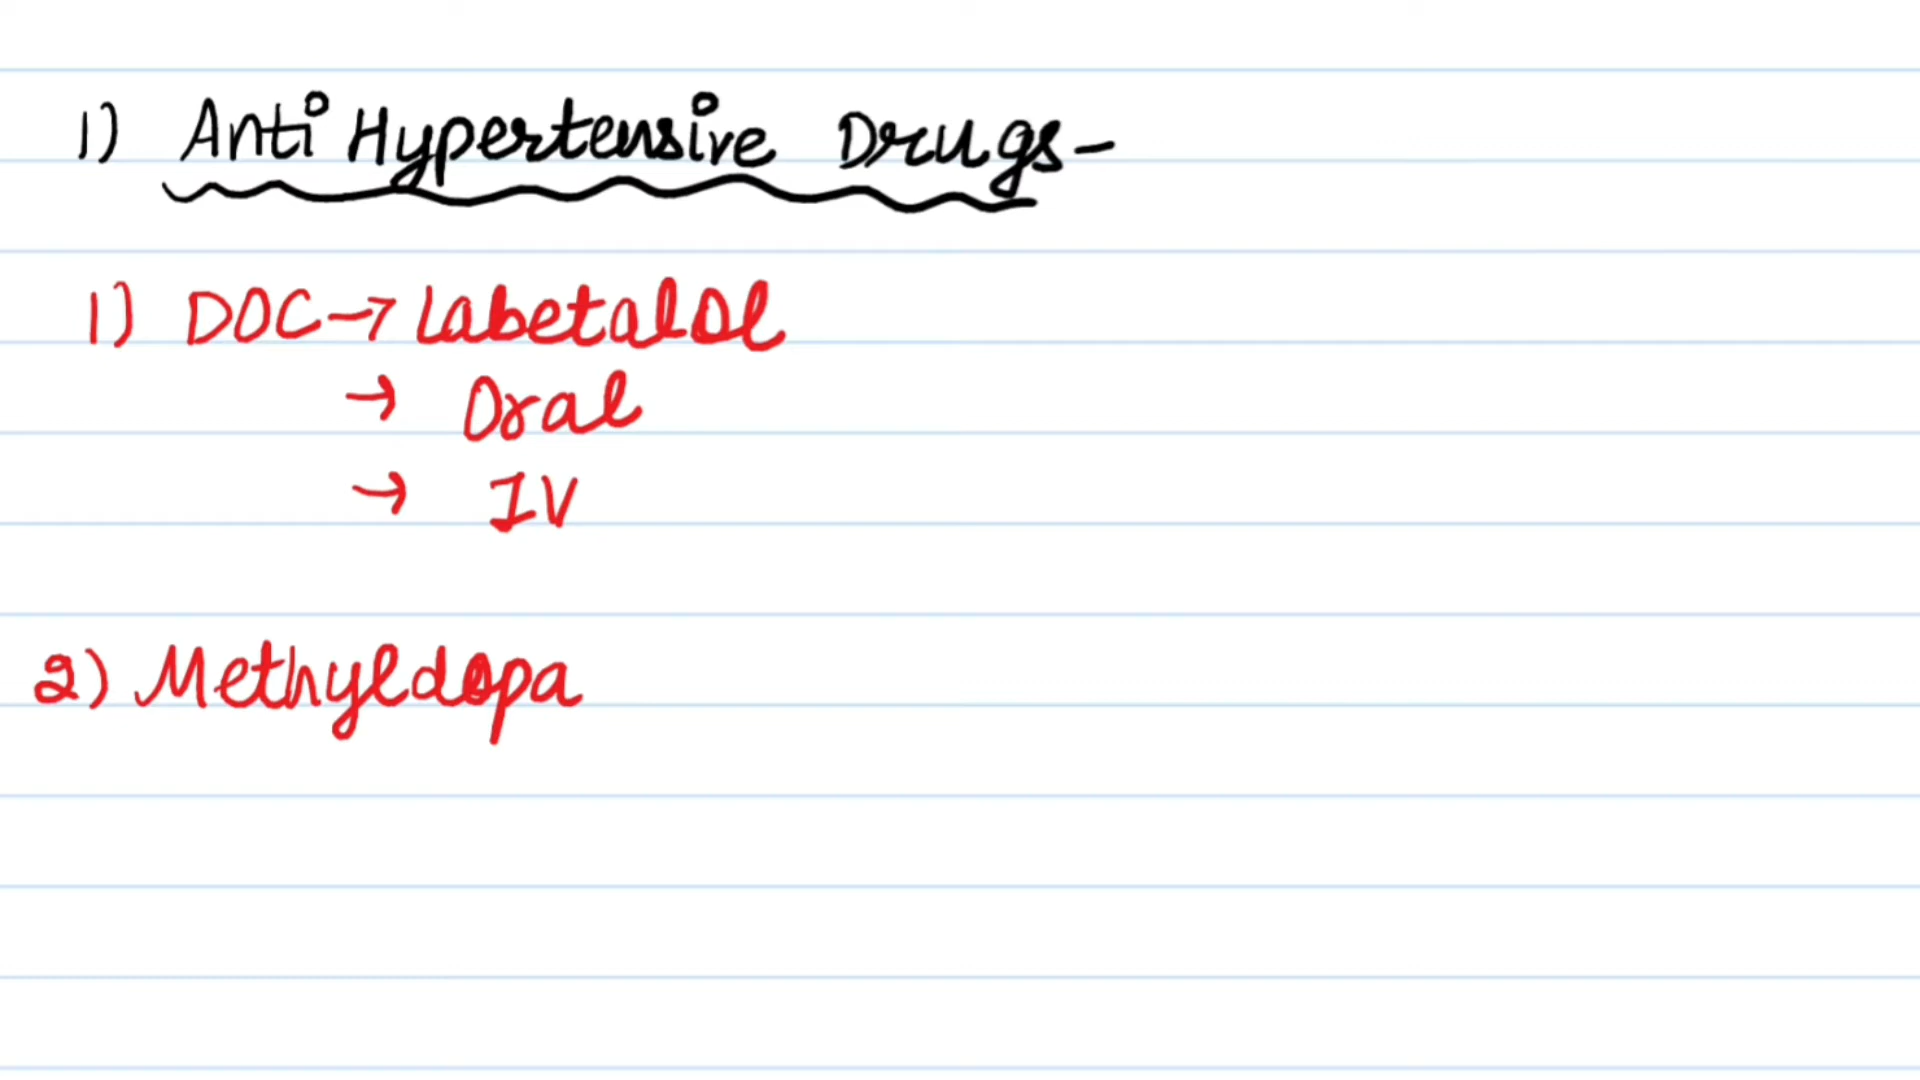 1) Anti Hypertensive Drugs-
1) DOC → Labetalol
→ Oral
→ IV
2) Methyldopa